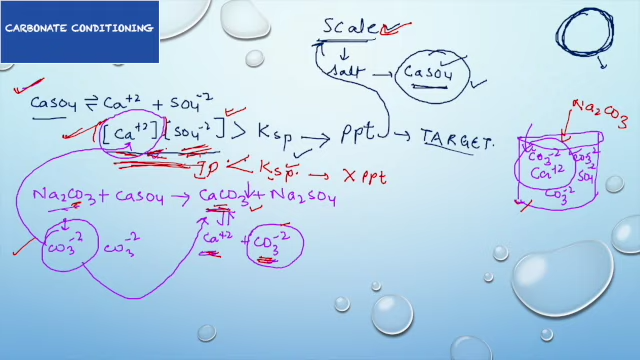 CARBONATE CONDITIONING
Scale
↓
salt → CaSO4
CaSO4 ⇌ Ca+2 + SO4-2
[Ca+2] [SO4-2] > Ksp → ppt → TARGET.
IP < Ksp. → X ppt
Na2CO3 + CaSO4 → CaCO3↓ + Na2SO4
CO3-2 CO3-2 Ca+2 + CO3-2
Na2CO3
CO3-2 CO3-2
Ca+2 SO4-2
CO3-2